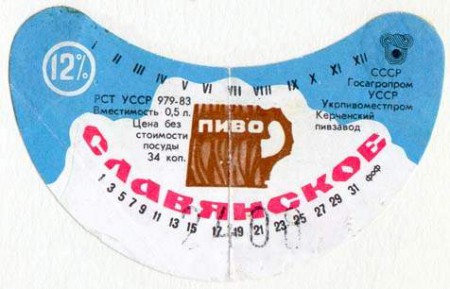 12%
I II III IV V VI VII VIII IX X XI XII
РСТ УССР 979-83
Вместимость 0,5 л.
Цена без
стоимости
посуды
34 коп.
ПИВО
СССР
Госагропром
УССР
Укрпивоместпром
Керченский
пивзавод
СЛАВЯНСКОЕ
1 3 5 7 9 11 13 15 17 19 21 23 25 27 29 31 фоф